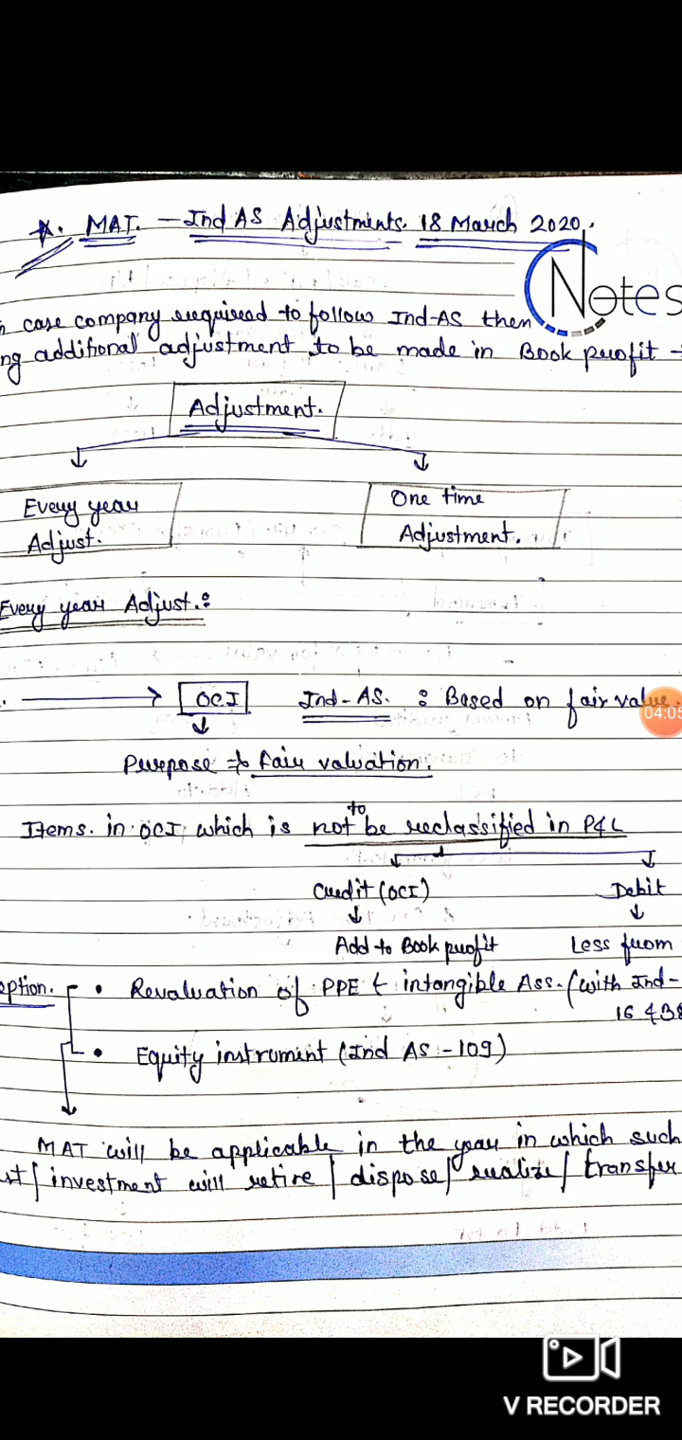 *. MAT. - Ind AS Adjustments. 18 March 2020.
Notes
n case company required to follow Ind-AS then
ng additional adjustment to be made in Book profit -
Adjustment.
Every year
Adjust.
One time
Adjustment.
Every year Adjust.:
. → OCI Ind-AS. : Based on fair value.
04:05
↓
Purpose → fair valuation.
Items. in OCI, which is not to be reclassified in P&L
Credit (OCI) Debit
↓ ↓
Add to Book profit Less from
eption. • Revaluation of PPE & intangible Ass. (with Ind-
16 & 38
• Equity instrument (Ind AS - 109)
MAT will be applicable in the year in which such
st/investment will retire/dispose/realize/transfer
V RECORDER